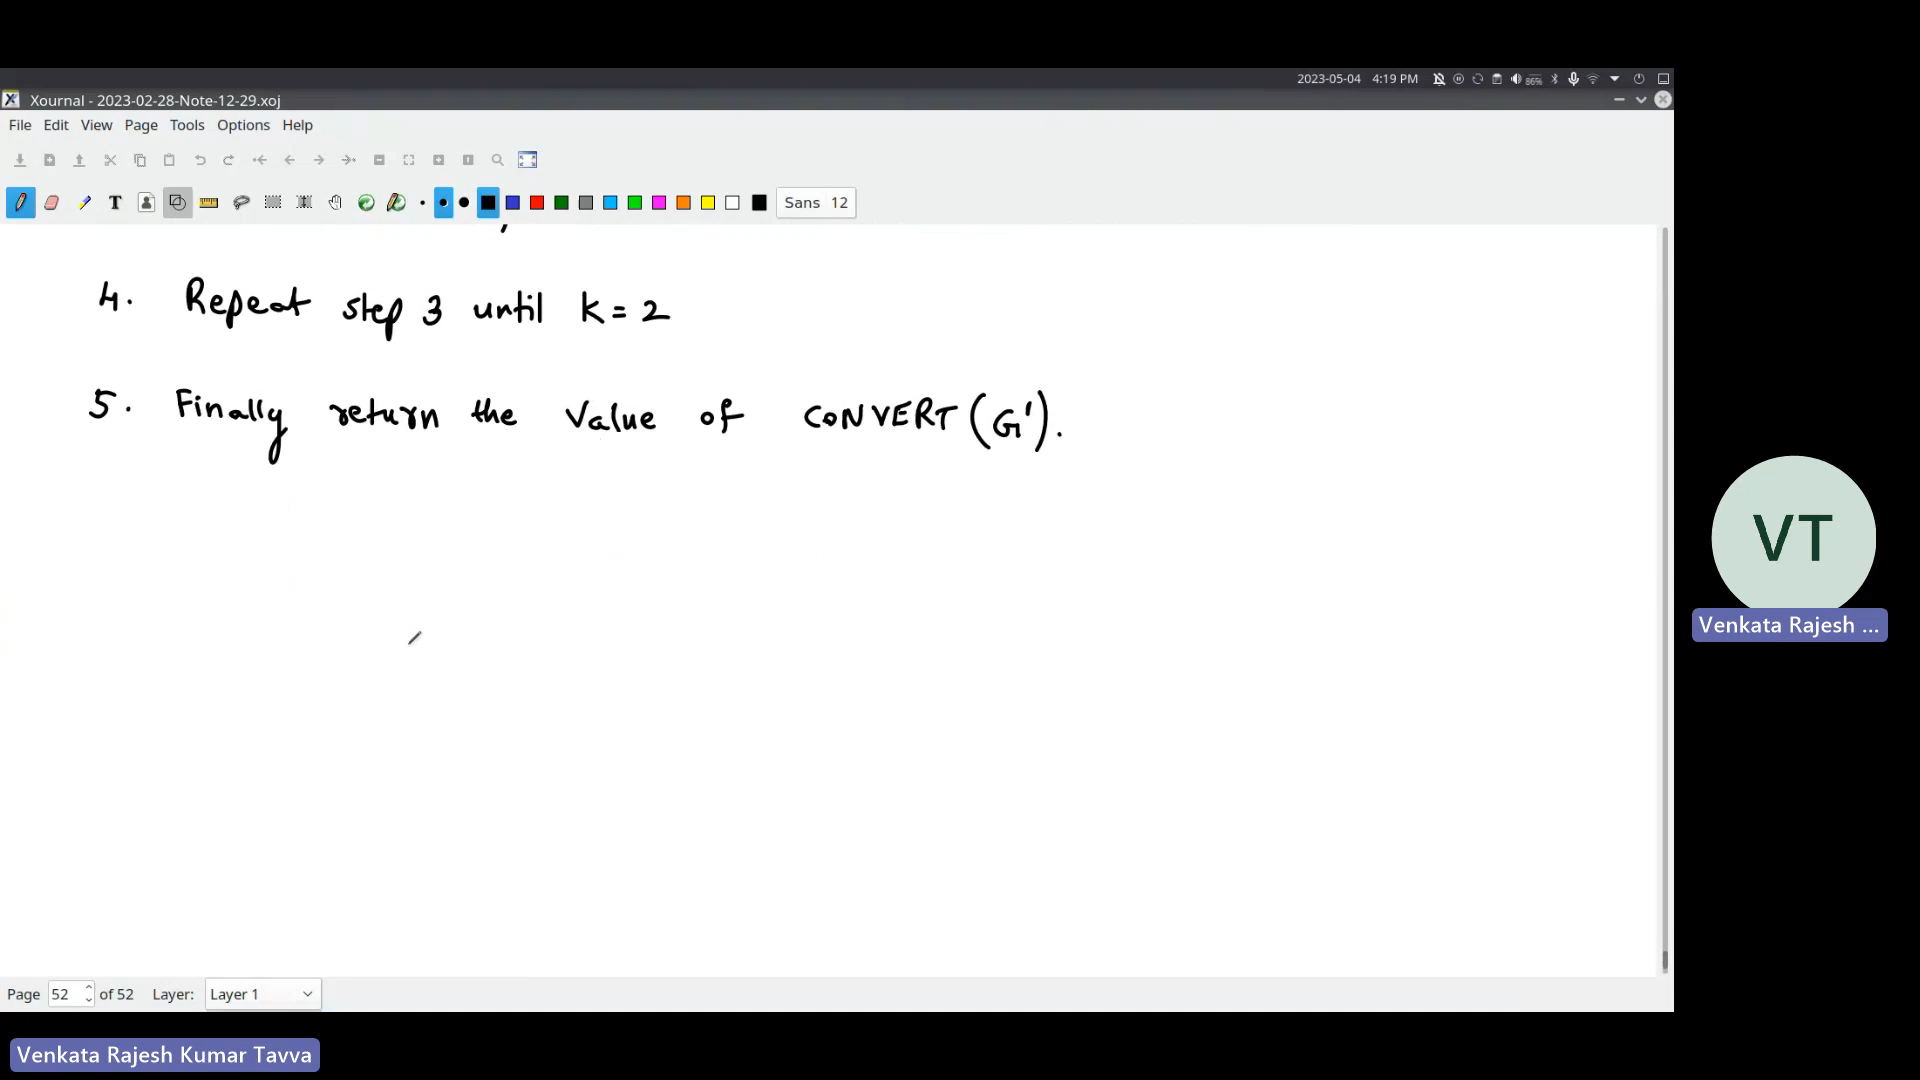 2023-05-04 4:19 PM 86%
Xournal - 2023-02-28-Note-12-29.xoj
File Edit View Page Tools Options Help
T Sans 12
4. Repeat step 3 until k = 2
5. Finally return the value of CONVERT (G').
VT
Venkata Rajesh ...
Page 52 of 52 Layer: Layer 1
Venkata Rajesh Kumar Tavva